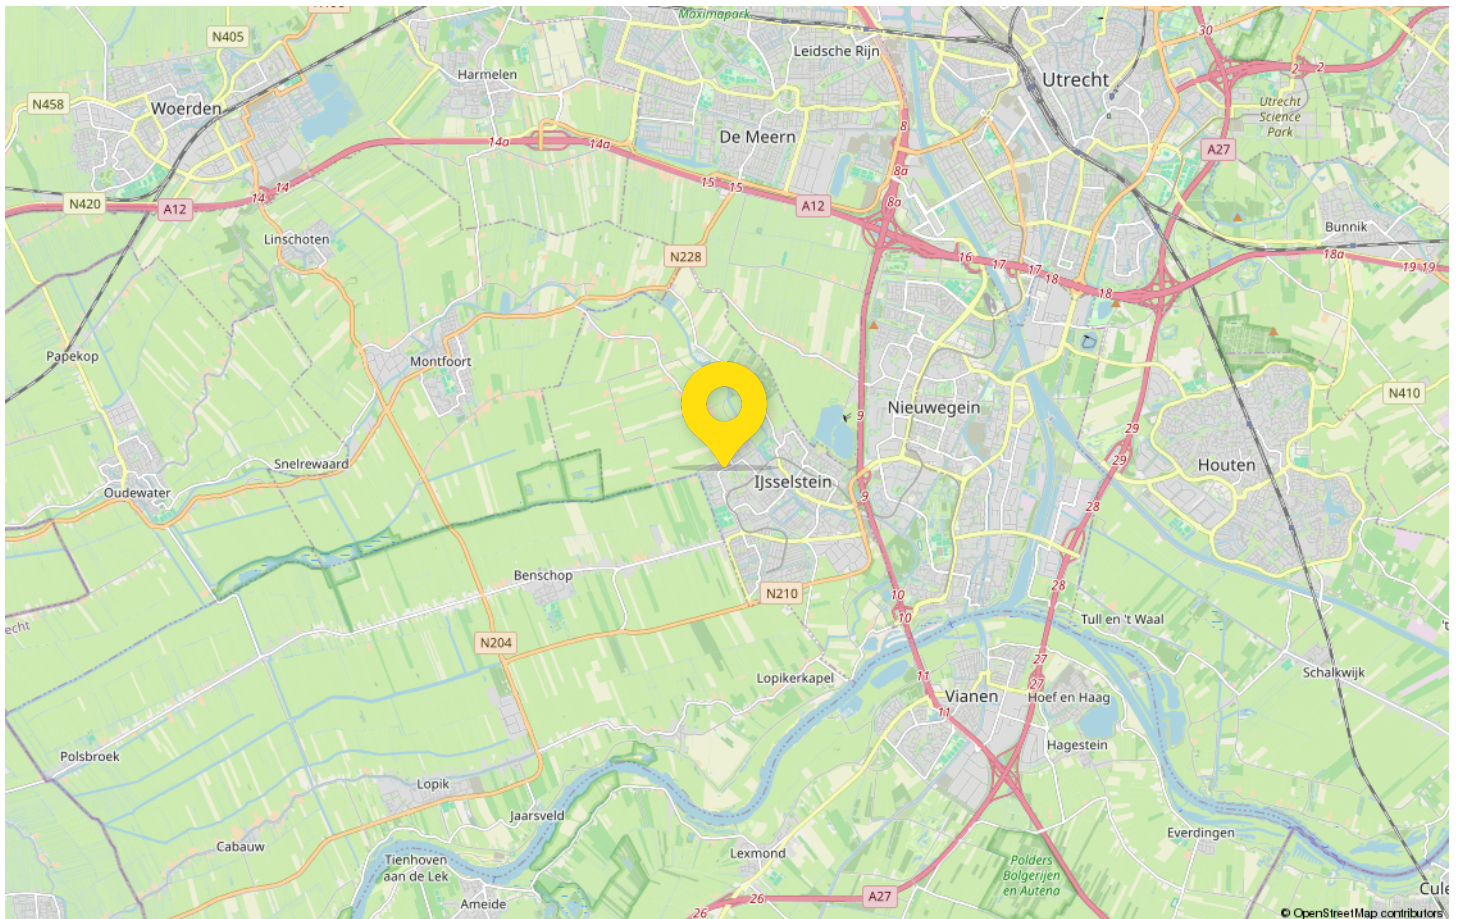 Maximapark
N405
Leidsche Rijn
30
Harmelen
Utrecht
2
2
N458
Woerden
Utrecht
Science
Park
De Meern
8
14a
14a
A27
8a
15
15
14
14
N420
A12
A12
8a
Bunnik
Linschoten
N228
16
17
17
18
18
18a
19
19
Papekop
Montfoort
N410
Nieuwegein
9
29
29
Snelrewaard
Houten
Oudewater
IJsselstein
9
28
Benschop
28
N210
10
10
Tull en 't Waal
't
echt
N204
27
27
Schalkwijk
Lopikerkapel
11
11
Vianen
Hoef en Haag
Hagestein
Polsbroek
Lopik
Jaarsveld
Everdingen
Cabauw
Lexmond
Tienhoven
aan de Lek
Polders
Bolgerijen
en Autena
Cule
Ameide
26
26
A27
© OpenStreetMap contributors